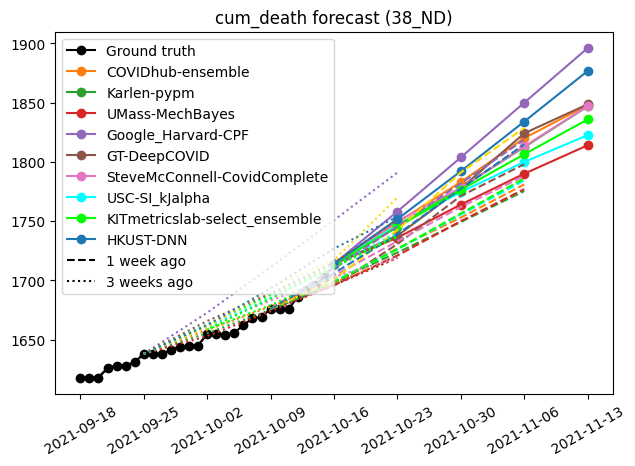 cum_death forecast (38_ND)
1900
1850
1800
1750
1700
1650
Ground truth
COVIDhub-ensemble
Karlen-pypm
UMass-MechBayes
Google_Harvard-CPF
GT-DeepCOVID
SteveMcConnell-CovidComplete
USC-SI_kJalpha
KITmetricslab-select_ensemble
HKUST-DNN
1 week ago
3 weeks ago
2021-09-18
2021-09-25
2021-10-02
2021-10-09
2021-10-16
2021-10-23
2021-10-30
2021-11-06
2021-11-13